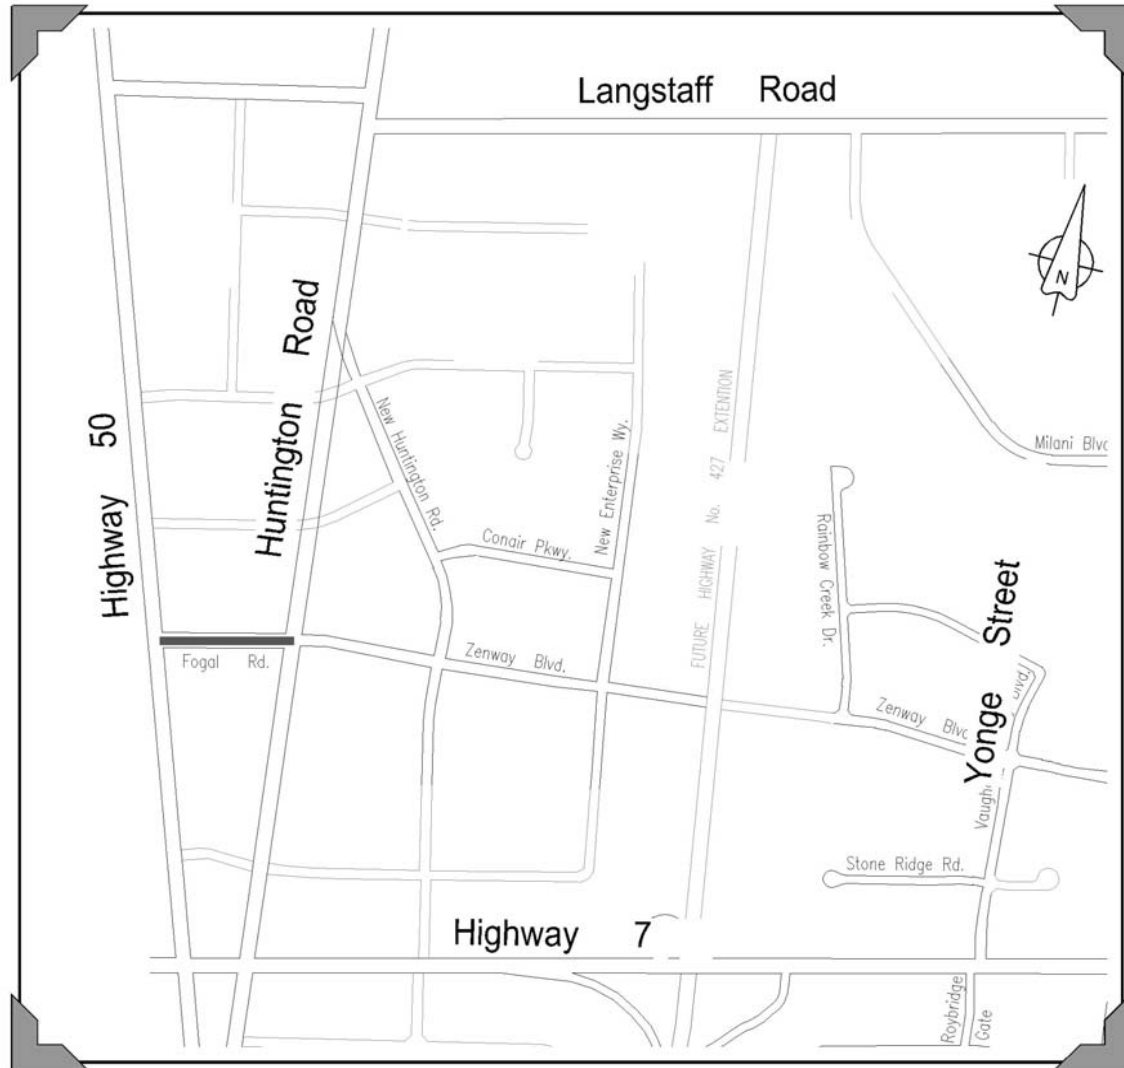 Langstaff Road
Highway 50
Huntington Road
N
New Huntington Rd.
Conair Pkwy.
New Enterprise Wy.
FUTURE HIGHWAY No. 427 EXTENTION
Milani Blvd
Rainbow Creek Dr.
Yonge Street
Fogal Rd.
Zenway Blvd.
Zenway Blvd
Blvd.
Vaugh
Stone Ridge Rd.
Highway 7
Roybridge
Gate